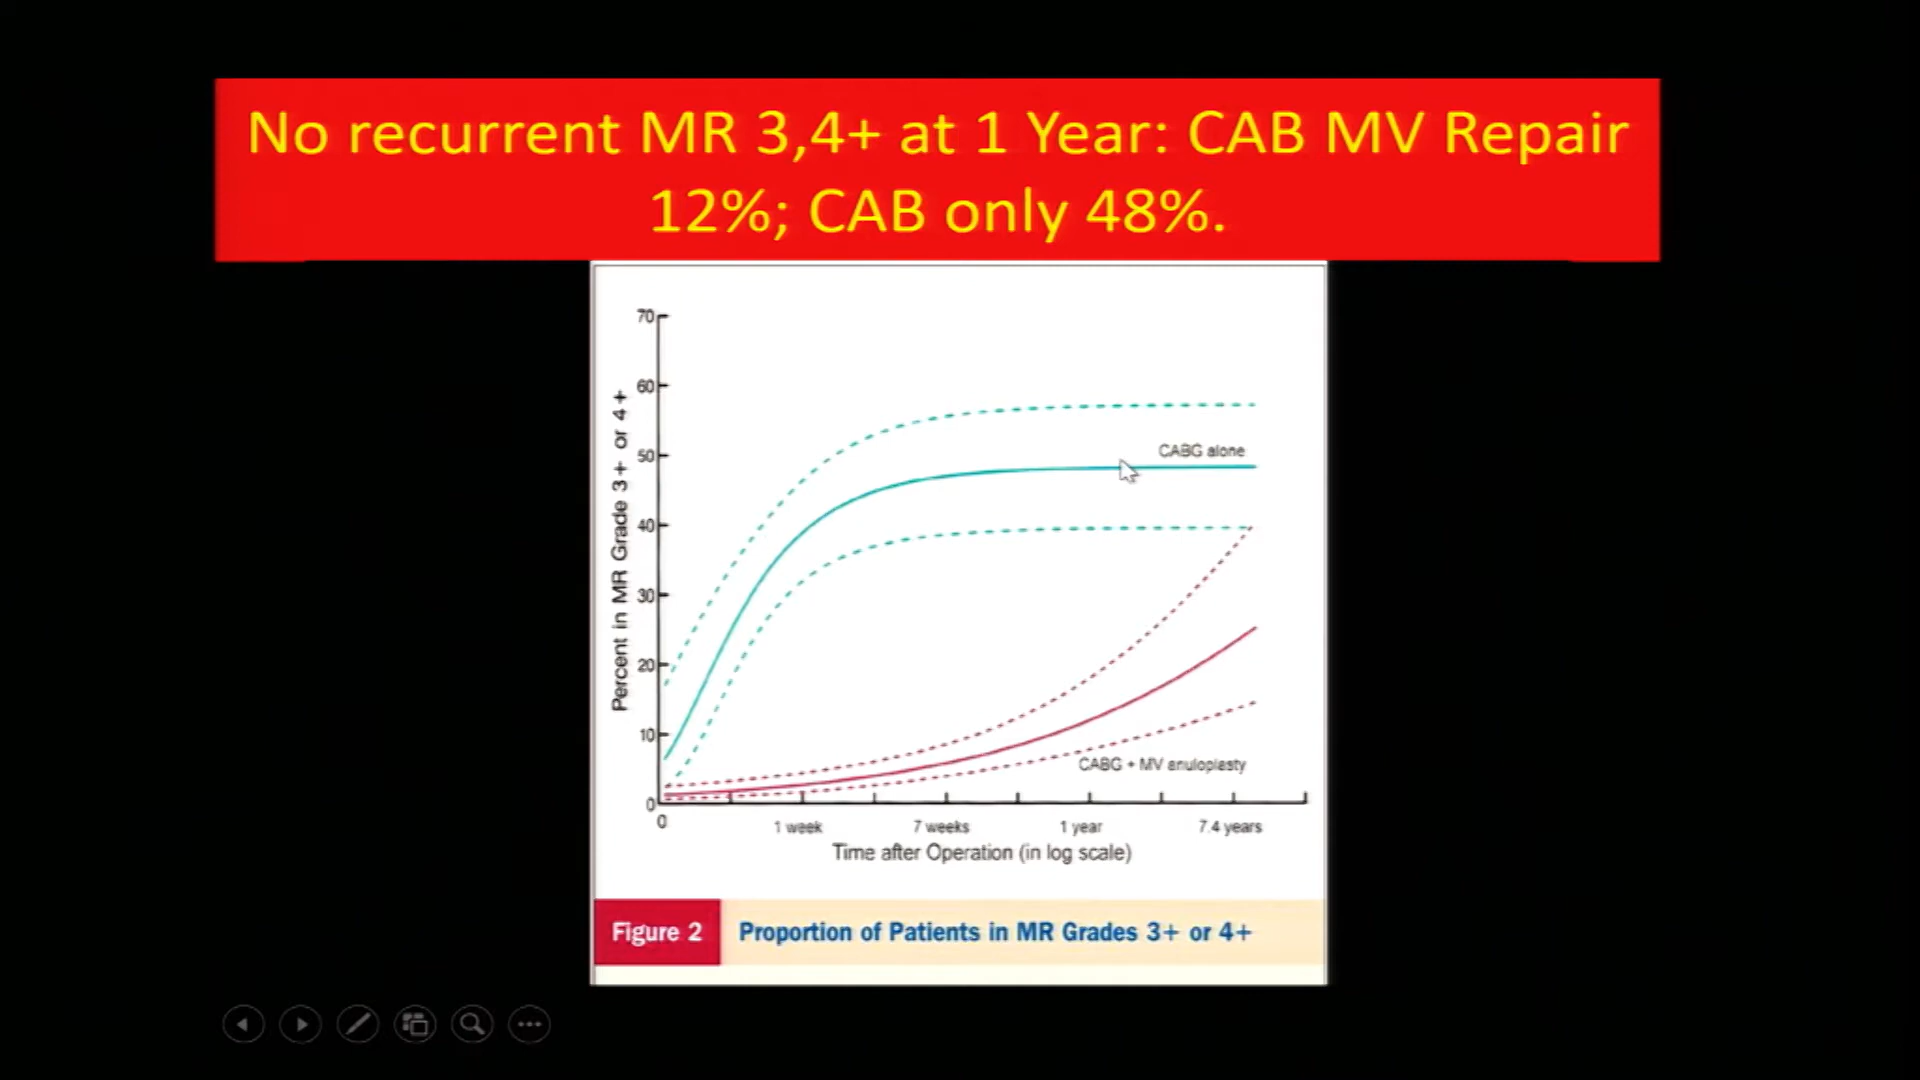 No recurrent MR 3,4+ at 1 Year: CAB MV Repair
12%; CAB only 48%.
70
60
50
40
30
20
10
0
Percent in MR Grade 3+ or 4+
CABG alone
CABG + MV anuloplasty
0
1 week
7 weeks
1 year
7.4 years
Time after Operation (in log scale)
Figure 2
Proportion of Patients in MR Grades 3+ or 4+